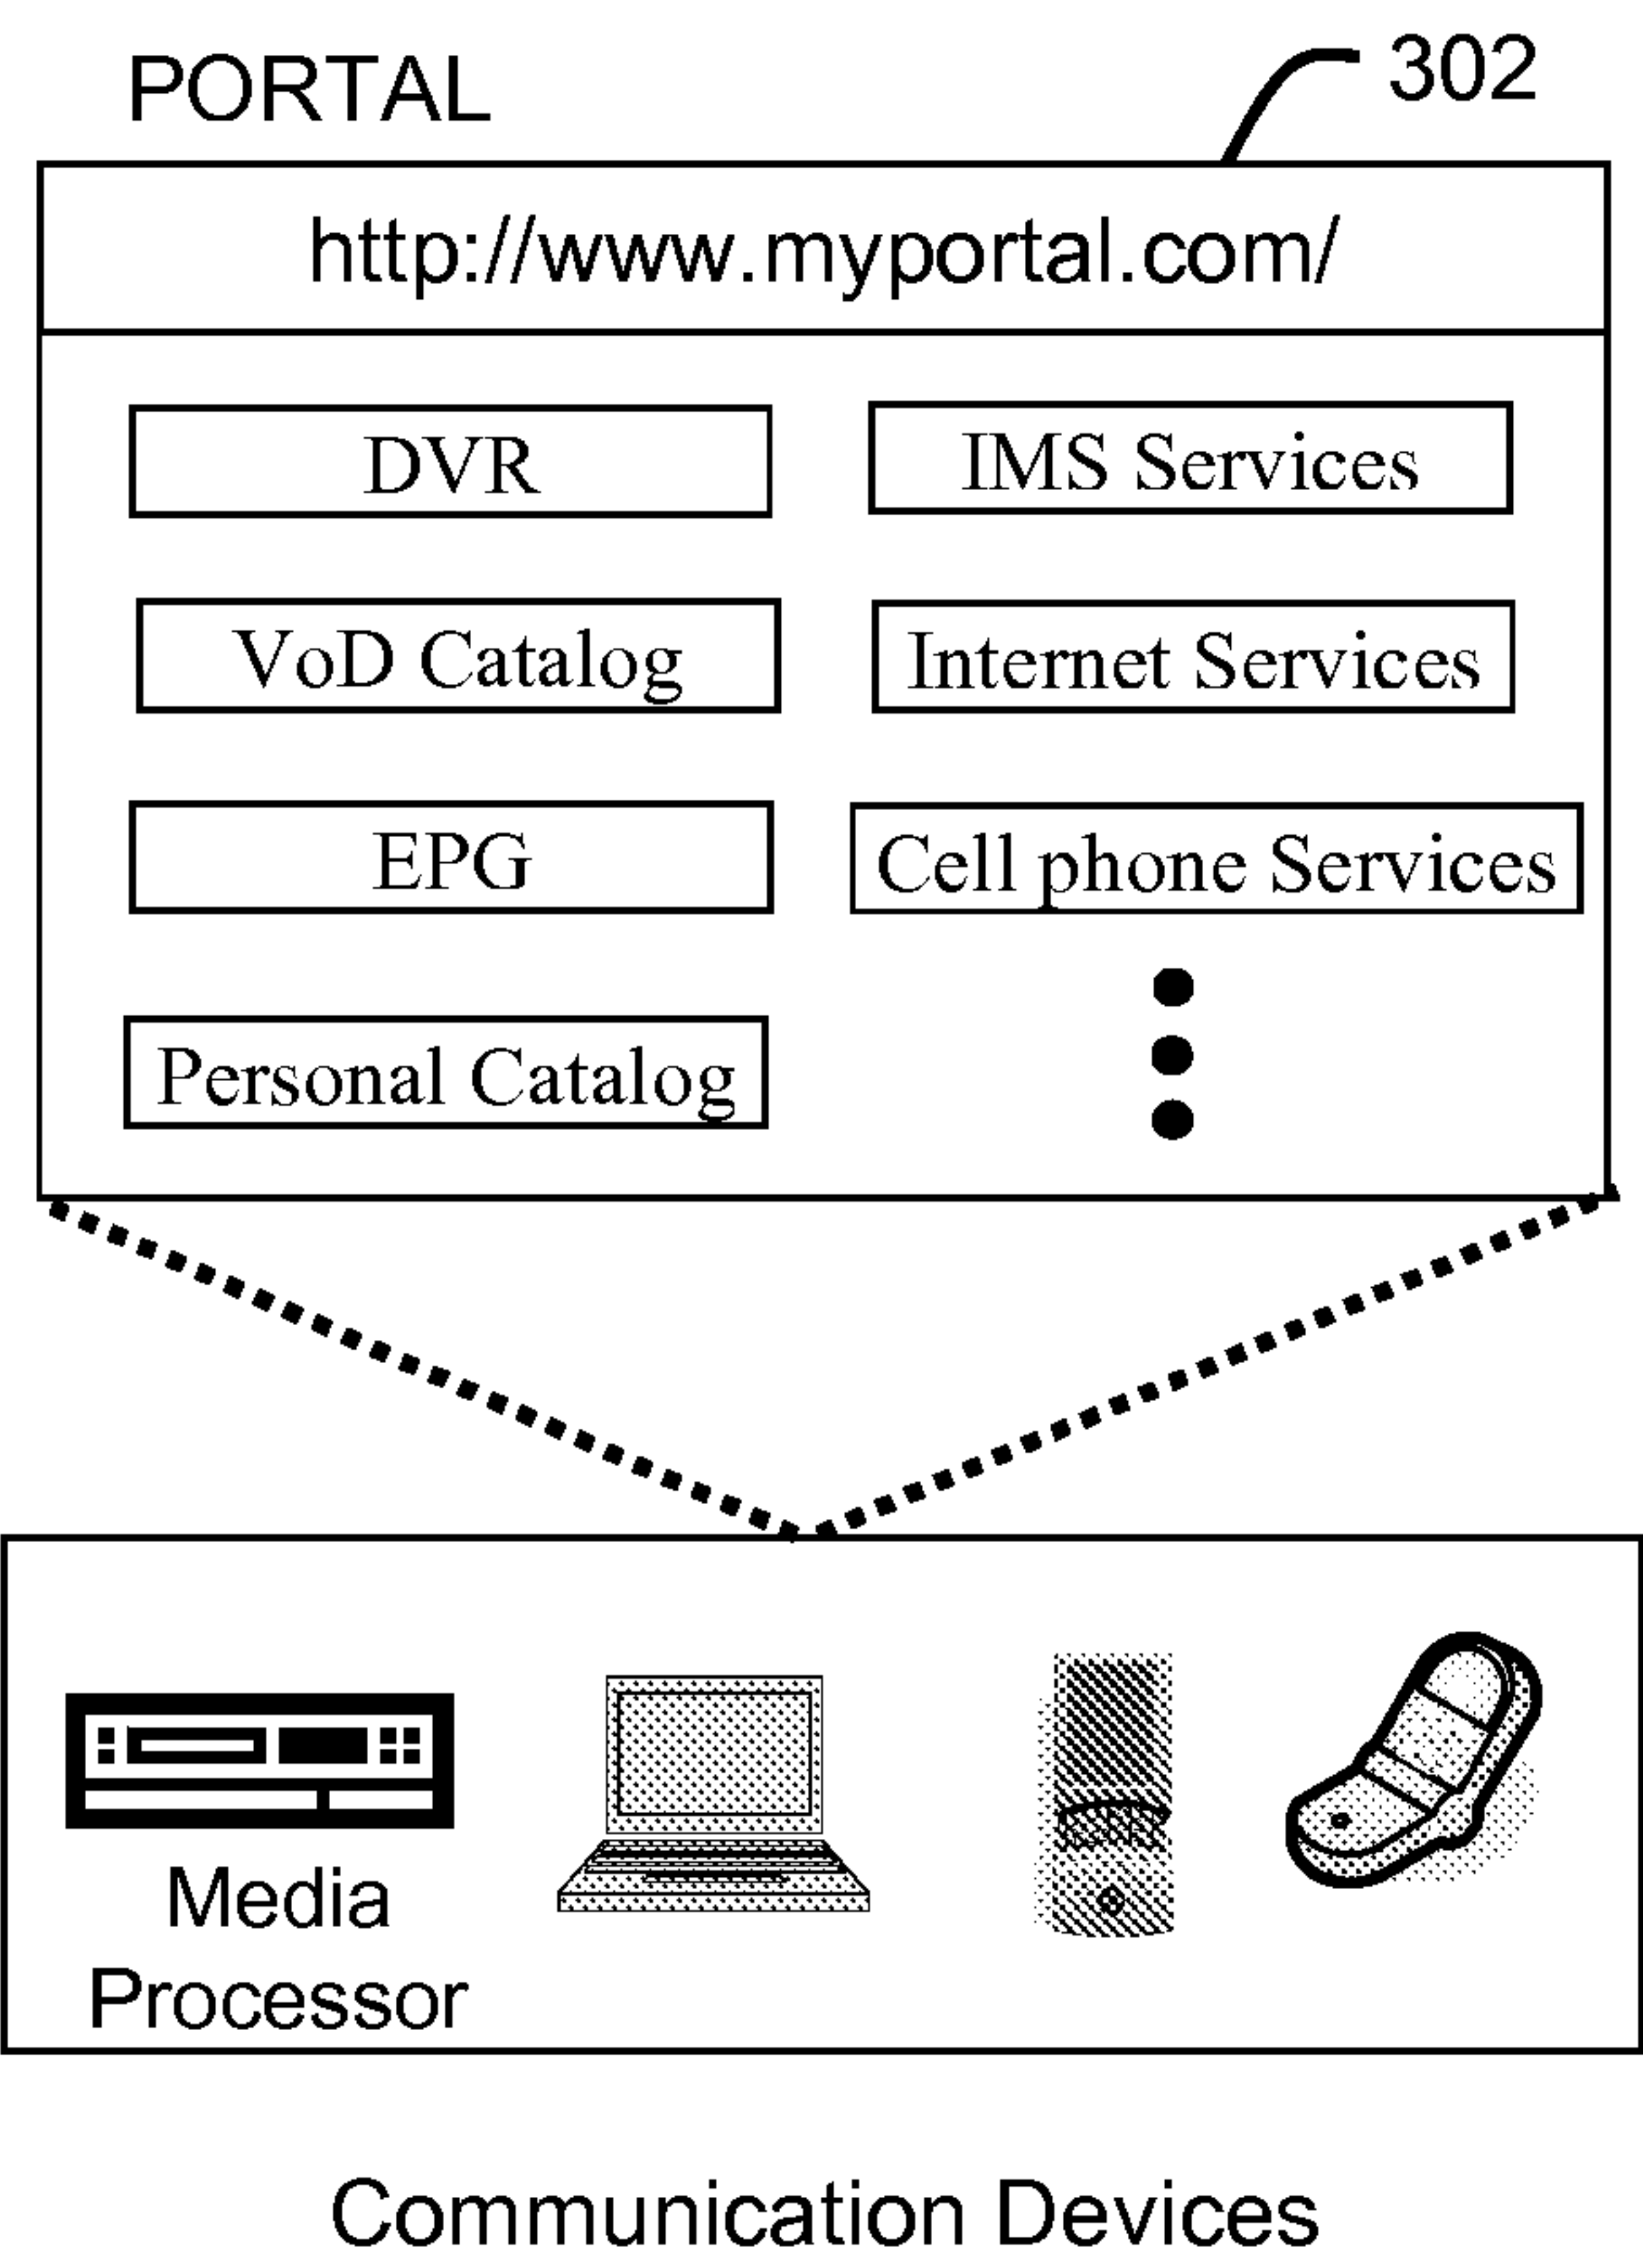 PORTAL
302
http://www.myportal.com/
DVR
IMS Services
VoD Catalog
Internet Services
EPG
Cell phone Services
Personal Catalog
Media
Processor
Communication Devices